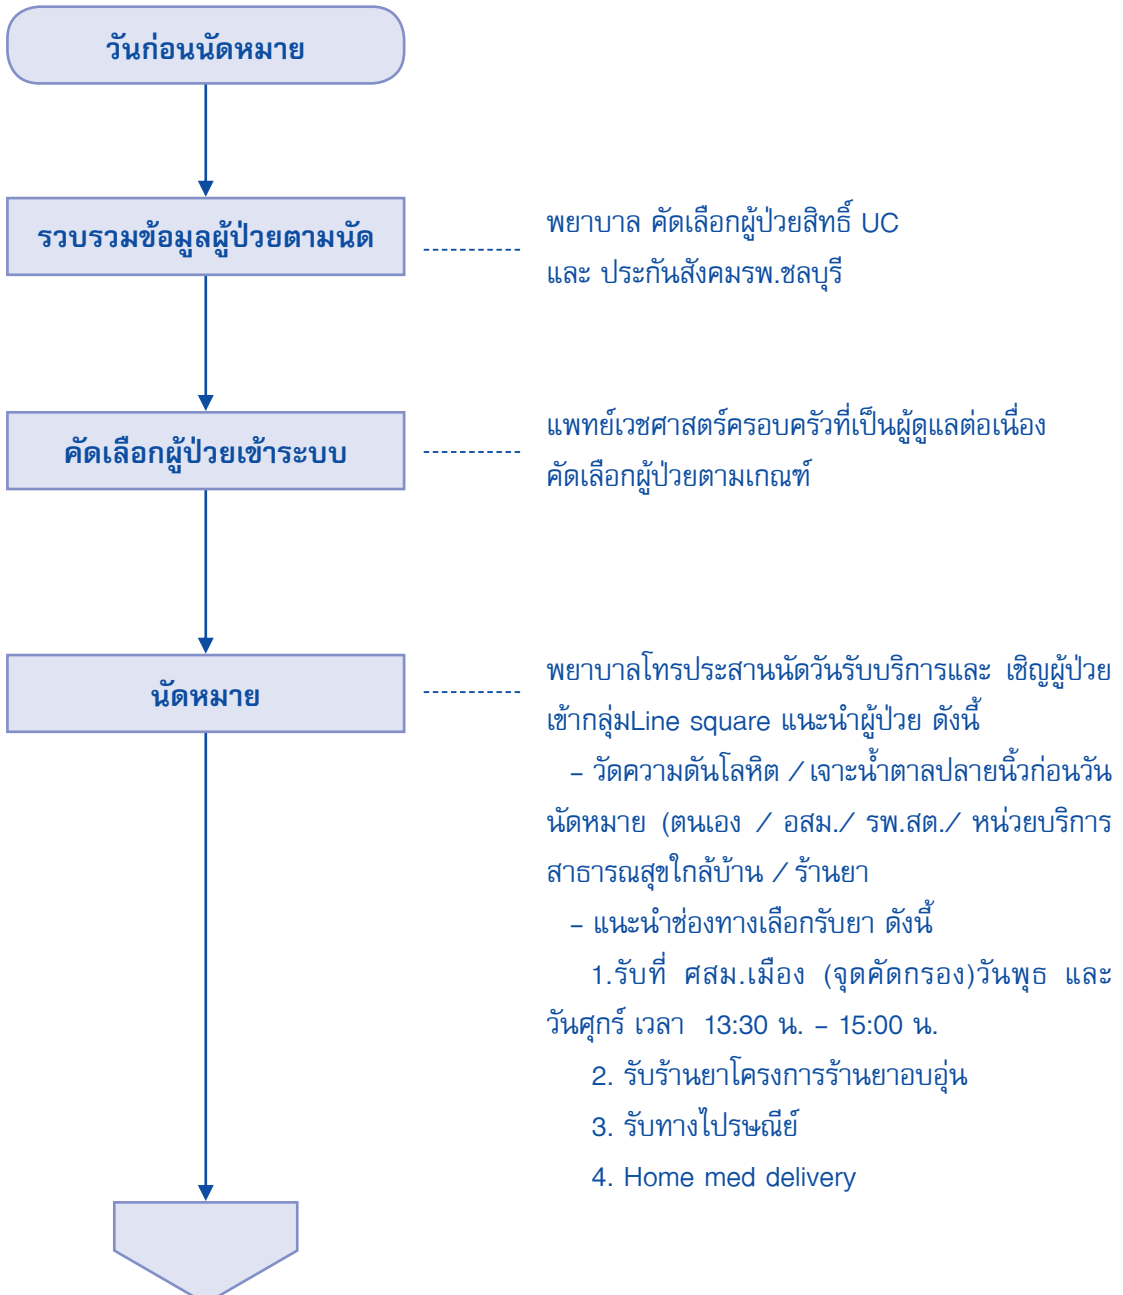 วันก่อนนัดหมาย
รวบรวมข้อมูลผู้ป่วยตามนัด
พยาบาล คัดเลือกผู้ป่วยสิทธิ์ UC
และ ประกันสังคมรพ.ชลบุรี
คัดเลือกผู้ป่วยเข้าระบบ
แพทย์เวชศาสตร์ครอบครัวที่เป็นผู้ดูแลต่อเนื่อง
คัดเลือกผู้ป่วยตามเกณฑ์
นัดหมาย
พยาบาลโทรประสานนัดวันรับบริการและ เชิญผู้ป่วย
เข้ากลุ่มLine square แนะนำผู้ป่วย ดังนี้
– วัดความดันโลหิต / เจาะน้ำตาลปลายนิ้วก่อนวัน
นัดหมาย (ตนเอง / อสม./ รพ.สต./ หน่วยบริการ
สาธารณสุขใกล้บ้าน / ร้านยา
– แนะนำช่องทางเลือกรับยา ดังนี้
1.รับที่ ศสม.เมือง (จุดคัดกรอง)วันพุธ และ
วันศุกร์ เวลา 13:30 น. – 15:00 น.
2. รับร้านยาโครงการร้านยาอบอุ่น
3. รับทางไปรษณีย์
4. Home med delivery